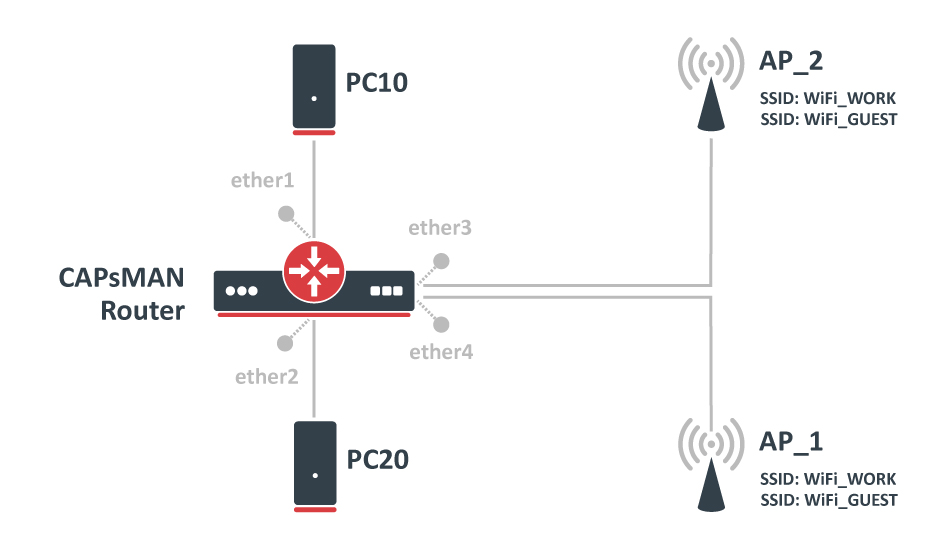 PC10
AP_2
SSID: WiFi_WORK
SSID: WiFi_GUEST
ether1
ether3
CAPsMAN
Router
ether4
ether2
PC20
AP_1
SSID: WiFi_WORK
SSID: WiFi_GUEST